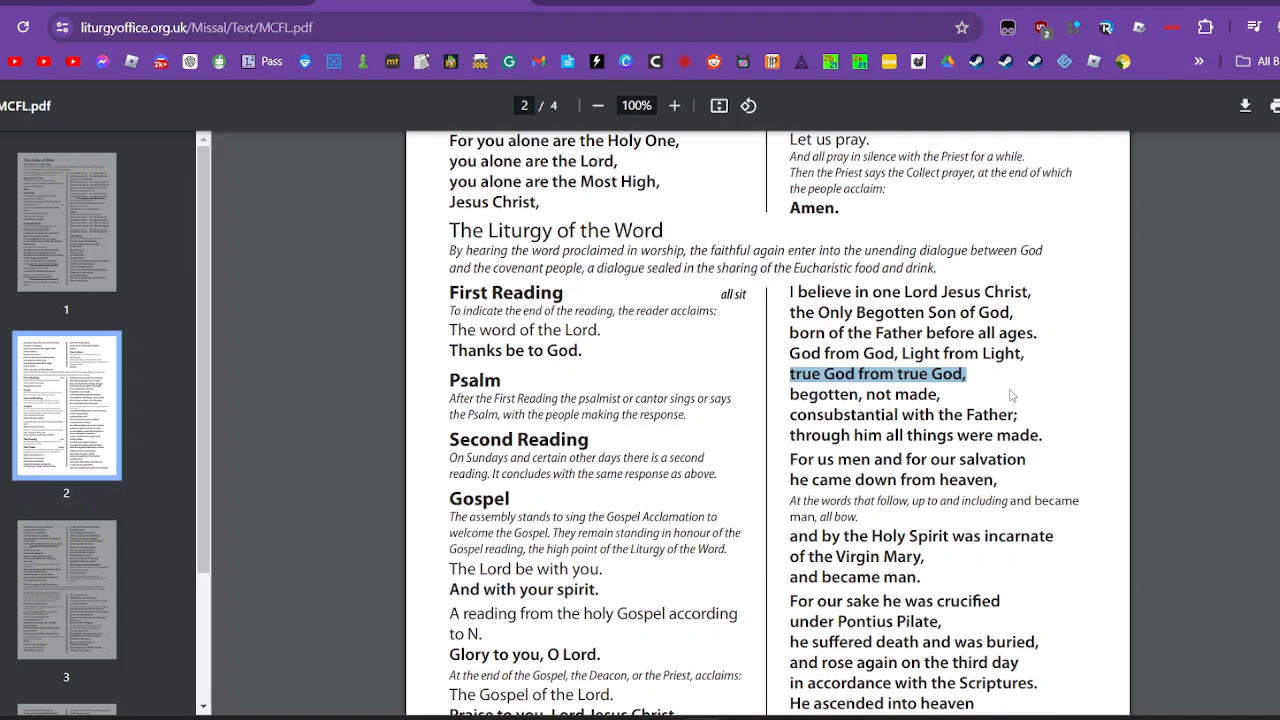 liturgyoffice.org.uk/Missal/Text/MCFL.pdf
2
2k+
Pass
All B
MCFL.pdf
2 / 4
100%
1
2
3
For you alone are the Holy One,
you alone are the Lord,
you alone are the Most High,
Jesus Christ,
Let us pray.
And all pray in silence with the Priest for a while.
Then the Priest says the Collect prayer, at the end of which
the people acclaim:
Amen.
The Liturgy of the Word
By hearing the word proclaimed in worship, the faithful again enter into the unending dialogue between God
and the covenant people, a dialogue sealed in the sharing of the Eucharistic food and drink.
First Reading all sit
To indicate the end of the reading, the reader acclaims:
The word of the Lord.
Thanks be to God.
Psalm
After the First Reading the psalmist or cantor sings or says
the Psalm, with the people making the response.
Second Reading
On Sundays and certain other days there is a second
reading. It concludes with the same response as above.
Gospel
The assembly stands to sing the Gospel Acclamation to
welcome the Gospel. They remain standing in honour of the
Gospel reading, the high point of the Liturgy of the Word.
The Lord be with you.
And with your spirit.
A reading from the holy Gospel according
to N.
Glory to you, O Lord.
At the end of the Gospel, the Deacon, or the Priest, acclaims:
The Gospel of the Lord.
Praise to you, Lord Jesus Christ.
I believe in one Lord Jesus Christ,
the Only Begotten Son of God,
born of the Father before all ages.
God from God, Light from Light,
true God from true God,
begotten, not made,
consubstantial with the Father;
through him all things were made.
For us men and for our salvation
he came down from heaven,
At the words that follow, up to and including and became
man, all bow.
and by the Holy Spirit was incarnate
of the Virgin Mary,
and became man.
For our sake he was crucified
under Pontius Pilate,
he suffered death and was buried,
and rose again on the third day
in accordance with the Scriptures.
He ascended into heaven